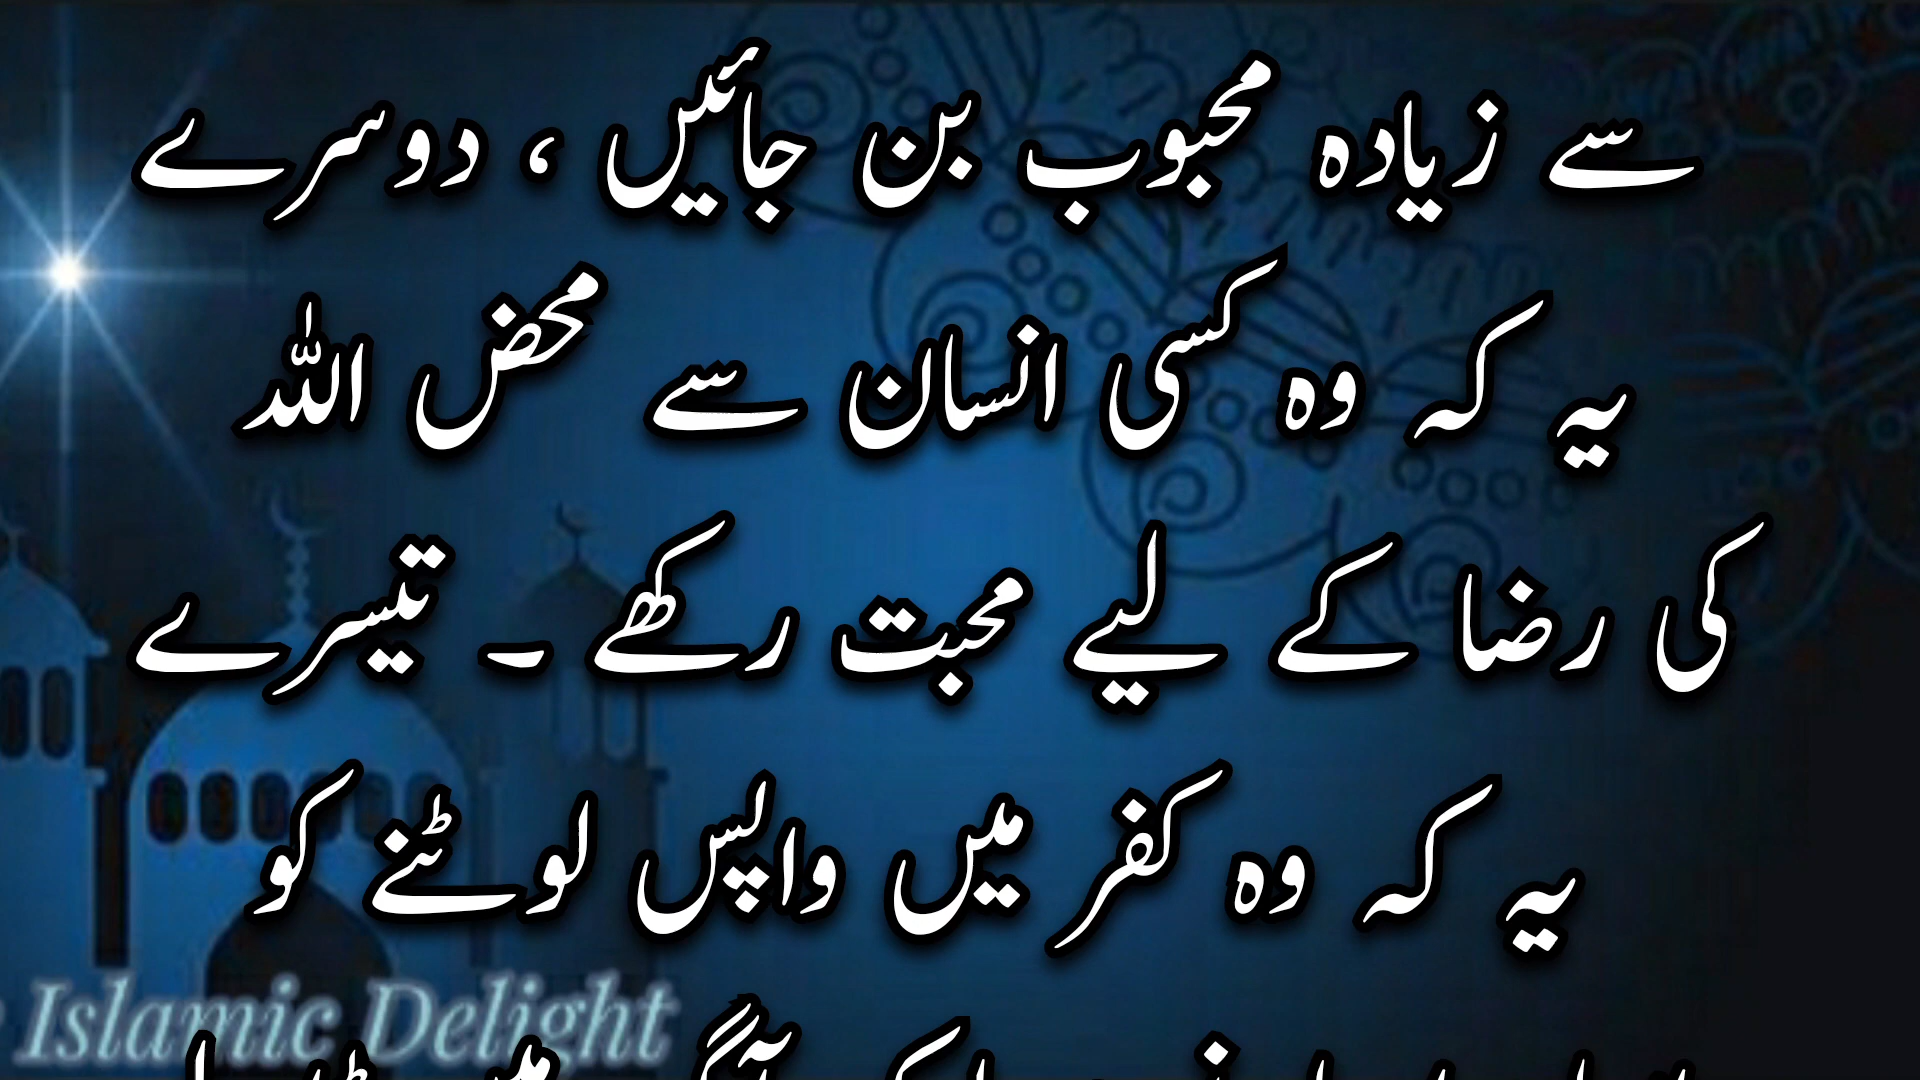 سے زیادہ محبوب بن جائیں ، دوسرے
یہ کہ وہ کسی انسان سے محض اللہ
کی رضا کے لیے محبت رکھے ۔ تیسرے
یہ کہ وہ کفر میں واپس لوٹنے کو
Islamic Delight